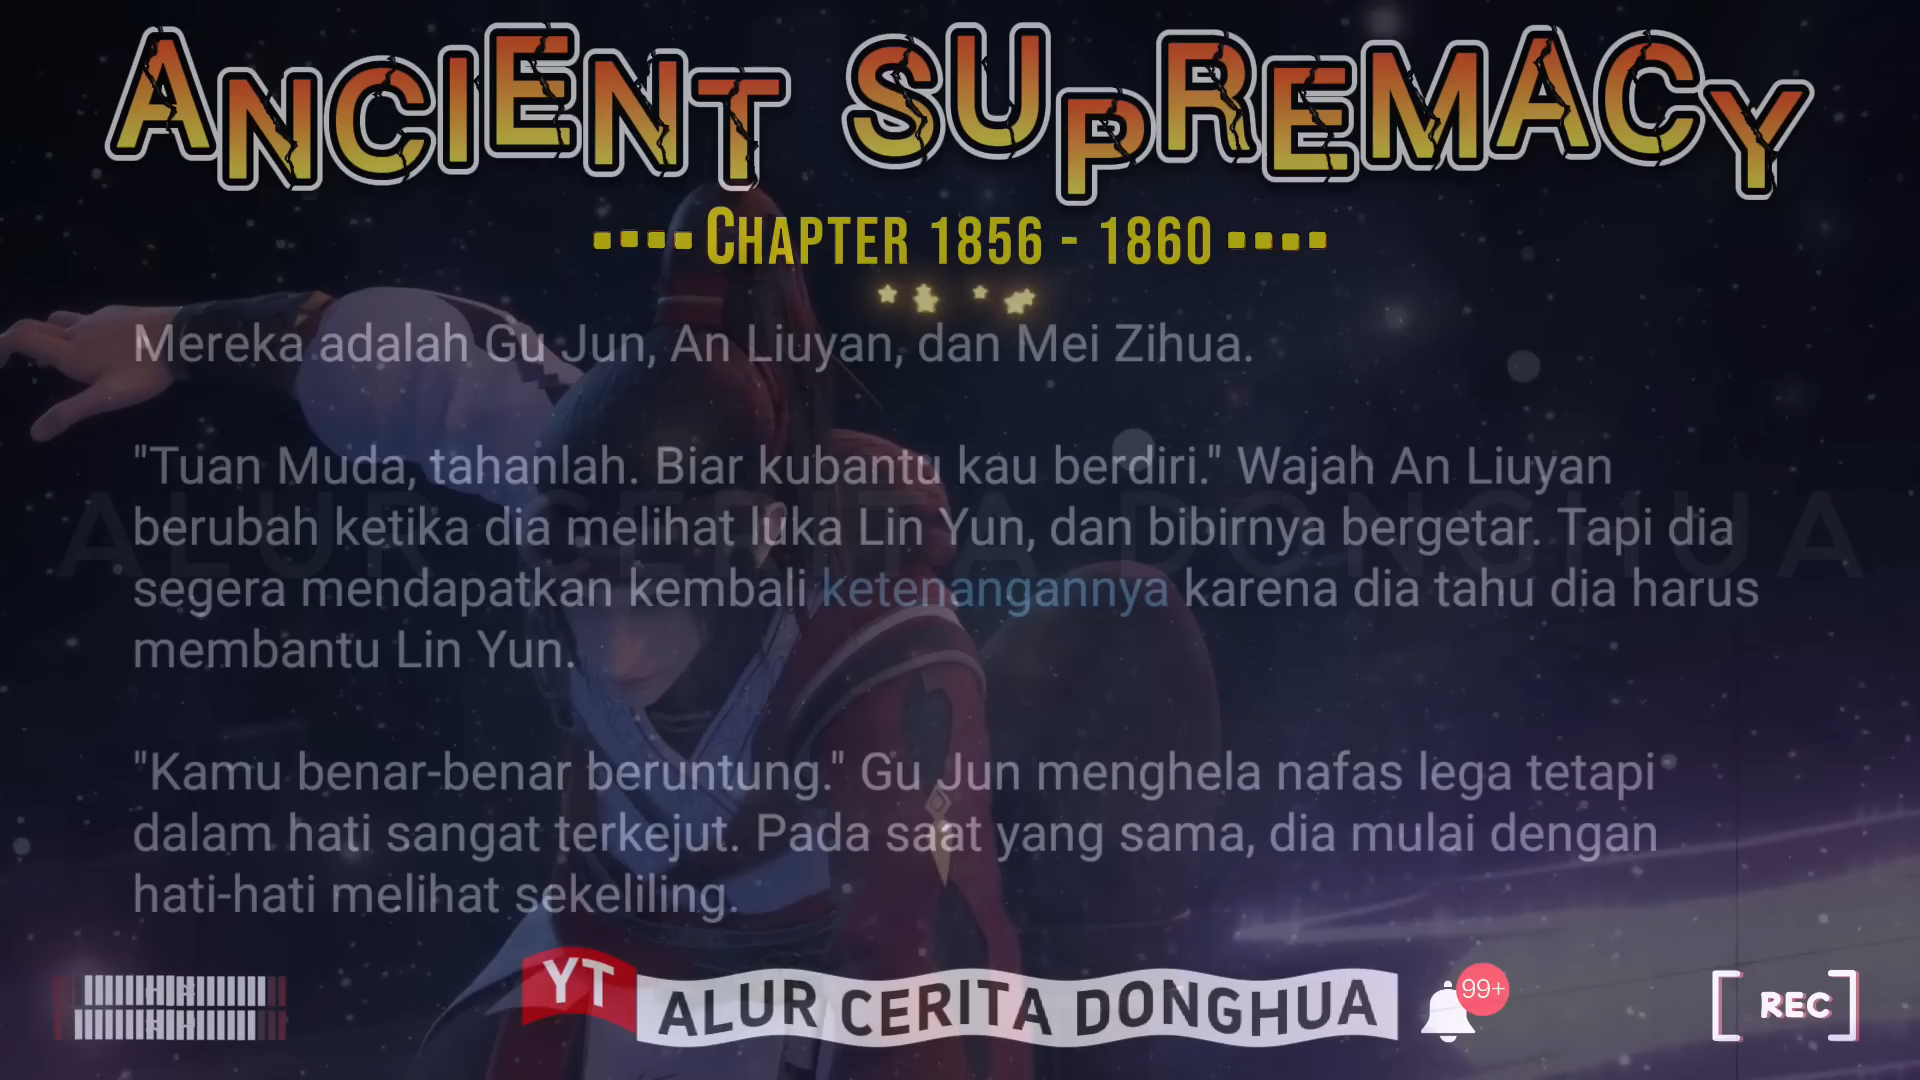 ANCIENT SUPREMACY
CHAPTER 1856 - 1860
Mereka adalah Gu Jun, An Liuyan, dan Mei Zihua.
"Tuan Muda, tahanlah. Biar kubantu kau berdiri." Wajah An Liuyan
berubah ketika dia melihat luka Lin Yun, dan bibirnya bergetar. Tapi dia
ALUR CERITA DONGHUA
segera mendapatkan kembali ketenangannya karena dia tahu dia harus
membantu Lin Yun.
"Kamu benar-benar beruntung." Gu Jun menghela nafas lega tetapi
dalam hati sangat terkejut. Pada saat yang sama, dia mulai dengan
hati-hati melihat sekeliling.
YT ALUR CERITA DONGHUA
99+
REC